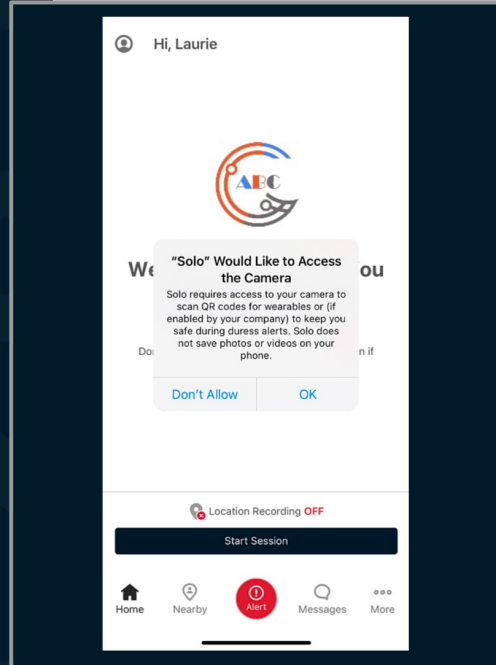 Hi, Laurie
ABC
We ou
"Solo" Would Like to Access
the Camera
Solo requires access to your camera to
scan QR codes for wearables or (if
enabled by your company) to keep you
safe during duress alerts. Solo does
not save photos or videos on your
phone.
Do n if
Don't Allow OK
Location Recording OFF
Start Session
Alert
Home Nearby Messages More